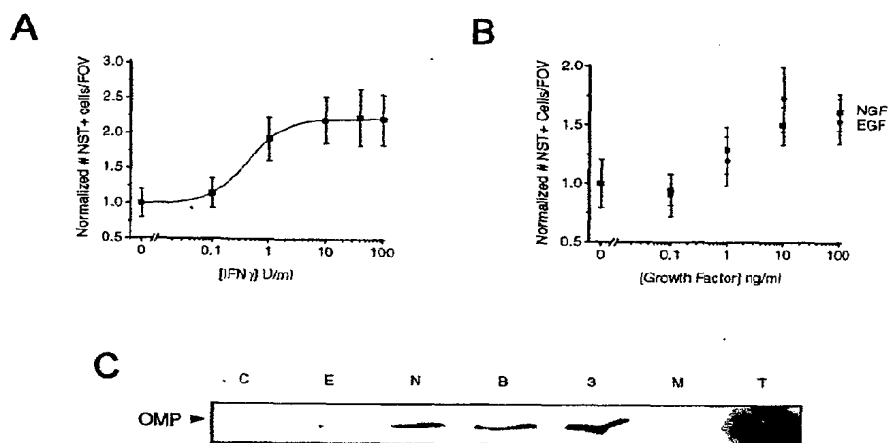 A
Normalized # NST+ cells/FOV
3.0
2.5
2.0
1.5
1.0
0.5
0
0.1
1
10
100
[IFNγ] U/ml
B
Normalized # NST+ Cells/FOV
2.0
1.5
1.0
0.5
0
0.1
1
10
100
[Growth Factor] ng/ml
NGF
EGF
C
C E N B 3 M T
OMP